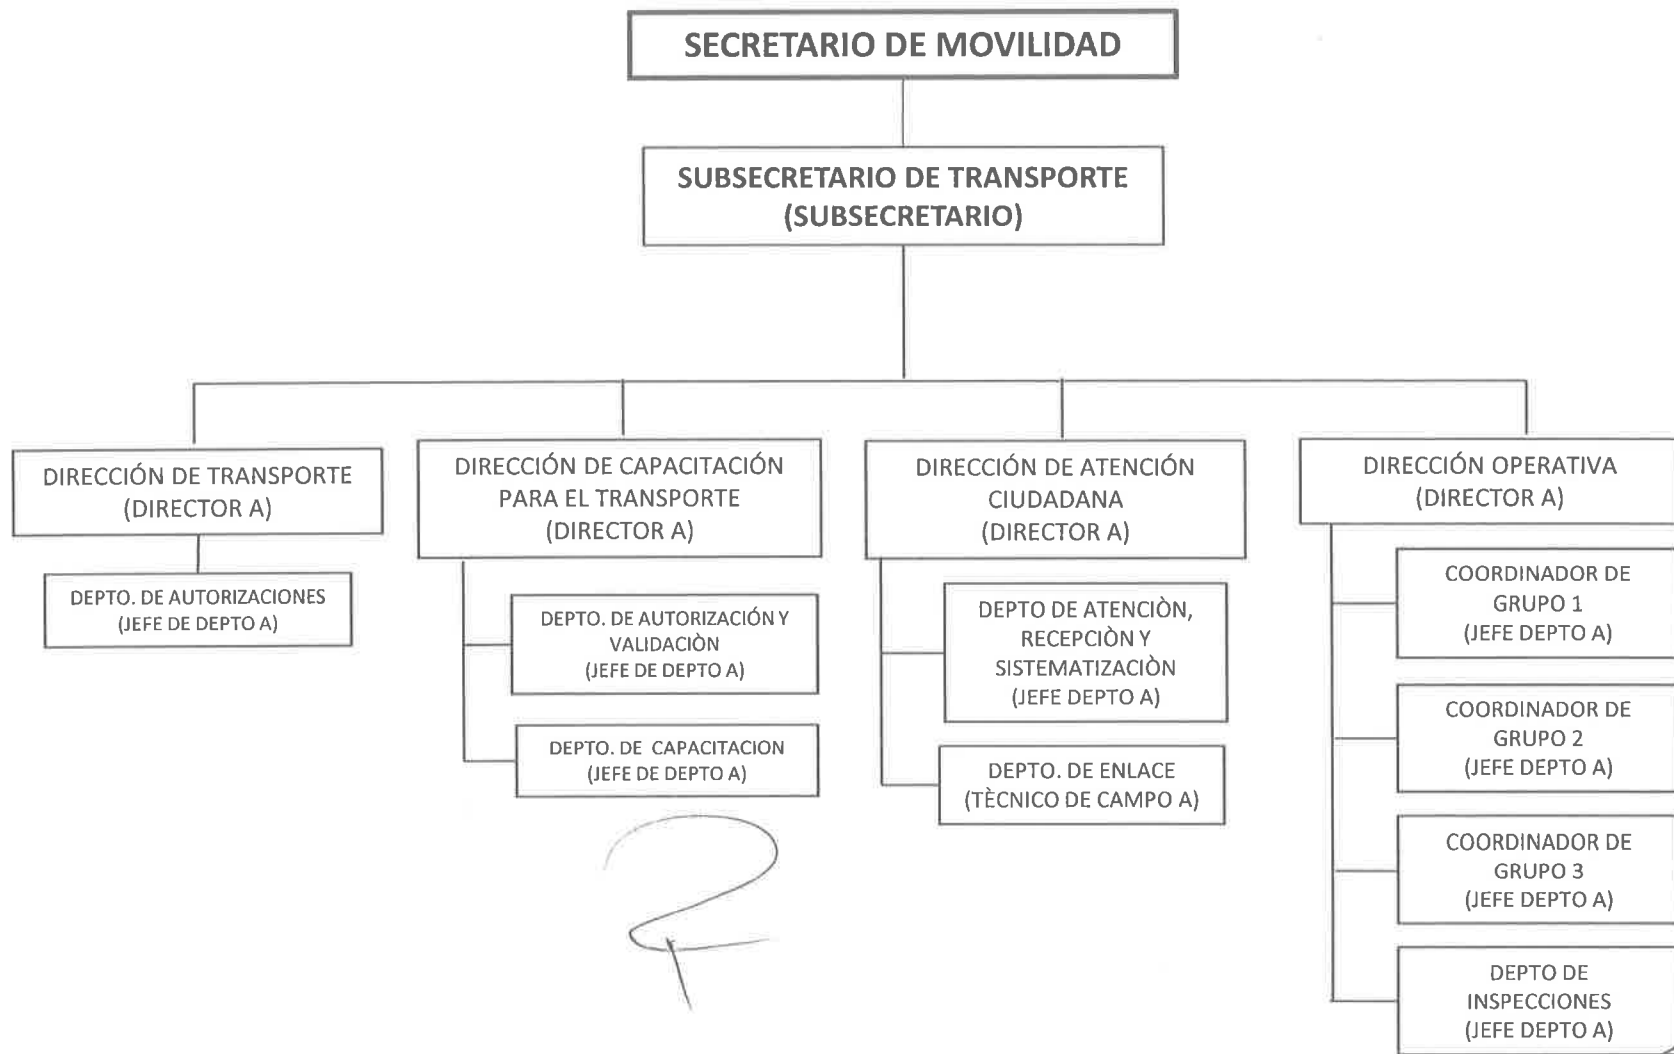 SECRETARIO DE MOVILIDAD
SUBSECRETARIO DE TRANSPORTE
(SUBSECRETARIO)
DIRECCIÓN DE TRANSPORTE
(DIRECTOR A)
DEPTO. DE AUTORIZACIONES
(JEFE DE DEPTO A)
DIRECCIÓN DE CAPACITACIÓN
PARA EL TRANSPORTE
(DIRECTOR A)
DEPTO. DE AUTORIZACIÓN Y
VALIDACIÒN
(JEFE DE DEPTO A)
DEPTO. DE CAPACITACION
(JEFE DE DEPTO A)
DIRECCIÓN DE ATENCIÓN
CIUDADANA
(DIRECTOR A)
DEPTO DE ATENCIÒN,
RECEPCIÒN Y
SISTEMATIZACIÒN
(JEFE DEPTO A)
DEPTO. DE ENLACE
(TÈCNICO DE CAMPO A)
DIRECCIÓN OPERATIVA
(DIRECTOR A)
COORDINADOR DE
GRUPO 1
(JEFE DEPTO A)
COORDINADOR DE
GRUPO 2
(JEFE DEPTO A)
COORDINADOR DE
GRUPO 3
(JEFE DEPTO A)
DEPTO DE
INSPECCIONES
(JEFE DEPTO A)